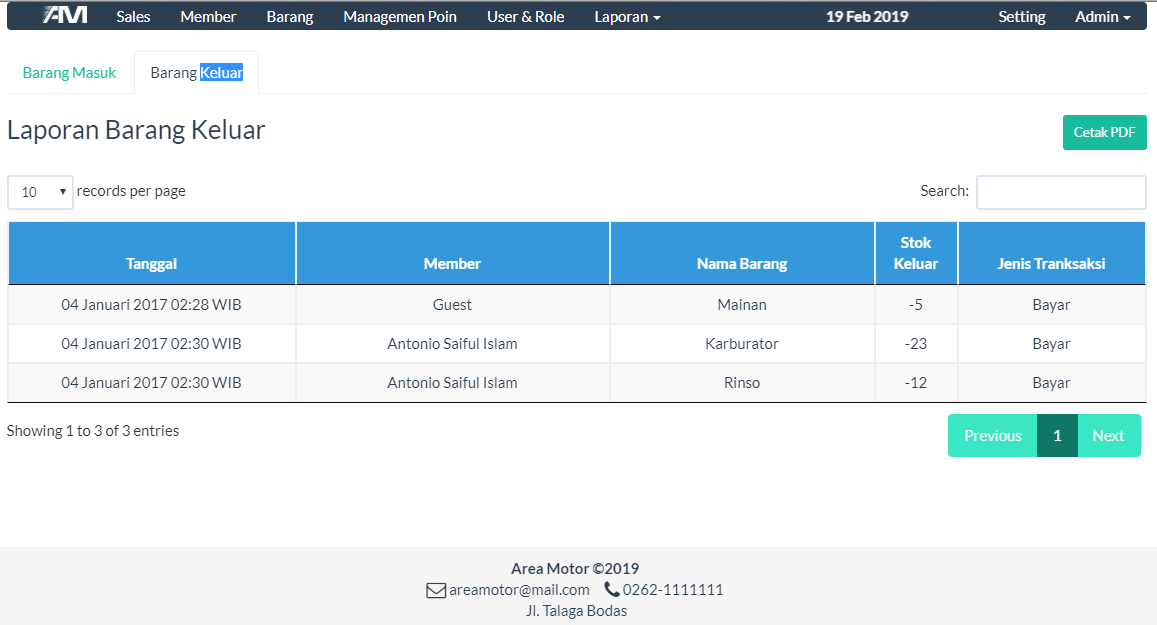 AM Sales Member Barang Managemen Poin User & Role Laporan 19 Feb 2019 Setting Admin
Barang Masuk Barang Keluar
Laporan Barang Keluar Cetak PDF
10 records per page Search:
Tanggal Member Nama Barang Stok Keluar Jenis Tranksaksi
04 Januari 2017 02:28 WIB Guest Mainan -5 Bayar
04 Januari 2017 02:30 WIB Antonio Saiful Islam Karburator -23 Bayar
04 Januari 2017 02:30 WIB Antonio Saiful Islam Rinso -12 Bayar
Showing 1 to 3 of 3 entries Previous 1 Next
Area Motor ©2019
areamotor@mail.com 0262-1111111
Jl. Talaga Bodas